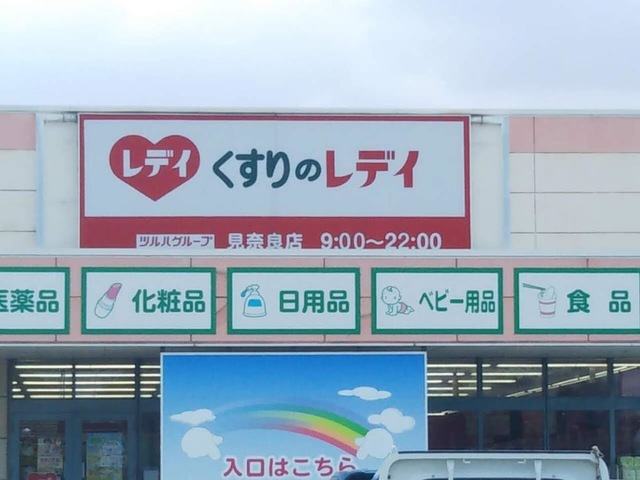 レデイ くすりのレデイ
ツルハグループ 見奈良店 9:00〜22:00
医薬品 化粧品 日用品 ベビー用品 食品
入口はこちら